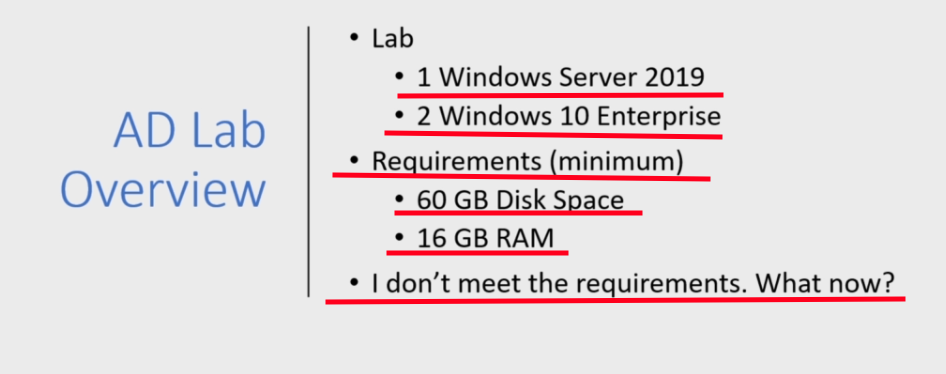 AD Lab
Overview
• Lab
• 1 Windows Server 2019
• 2 Windows 10 Enterprise
• Requirements (minimum)
• 60 GB Disk Space
• 16 GB RAM
• I don't meet the requirements. What now?